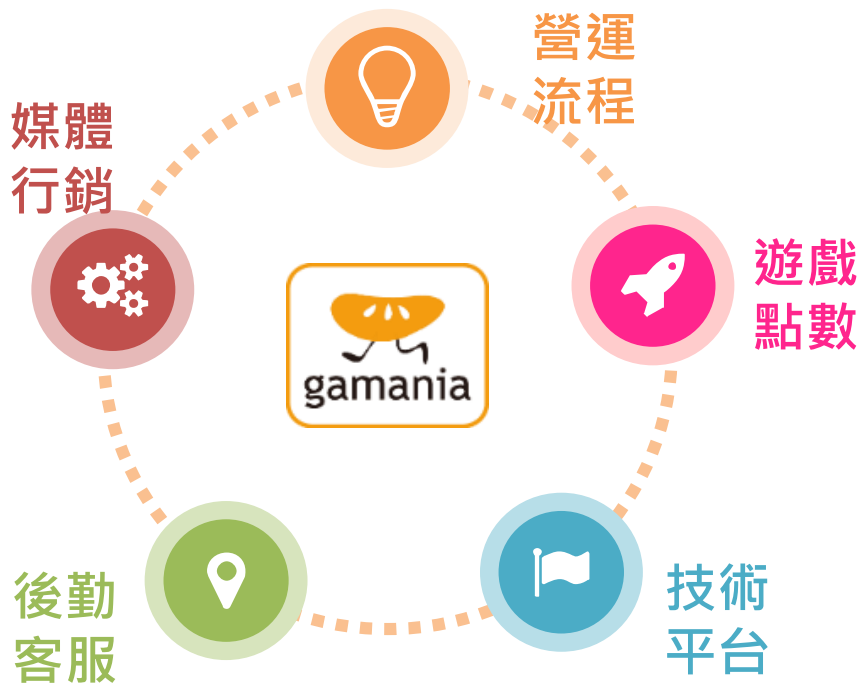 營運
流程
媒體
行銷
遊戲
點數
gamania
後勤
客服
技術
平台